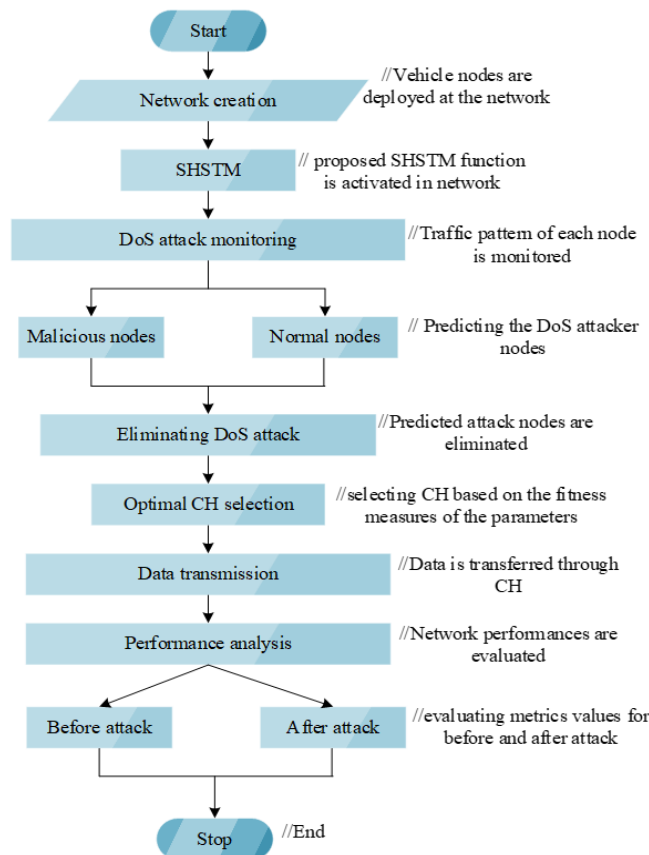 Start
Network creation
//Vehicle nodes are
deployed at the network
SHSTM
// proposed SHSTM function
is activated in network
DoS attack monitoring
//Traffic pattern of each node
is monitored
Malicious nodes
Normal nodes
// Predicting the DoS attacker
nodes
Eliminating DoS attack
//Predicted attack nodes are
eliminated
Optimal CH selection
//selecting CH based on the fitness
measures of the parameters
Data transmission
//Data is transferred through
CH
Performance analysis
//Network performances are
evaluated
Before attack
After attack
//evaluating metrics values for
before and after attack
Stop
//End